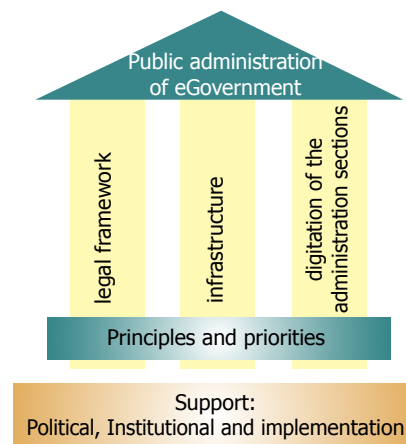 Public administration
of eGovernment
legal framework
infrastructure
digitation of the
administration sections
Principles and priorities
Support:
Political, Institutional and implementation